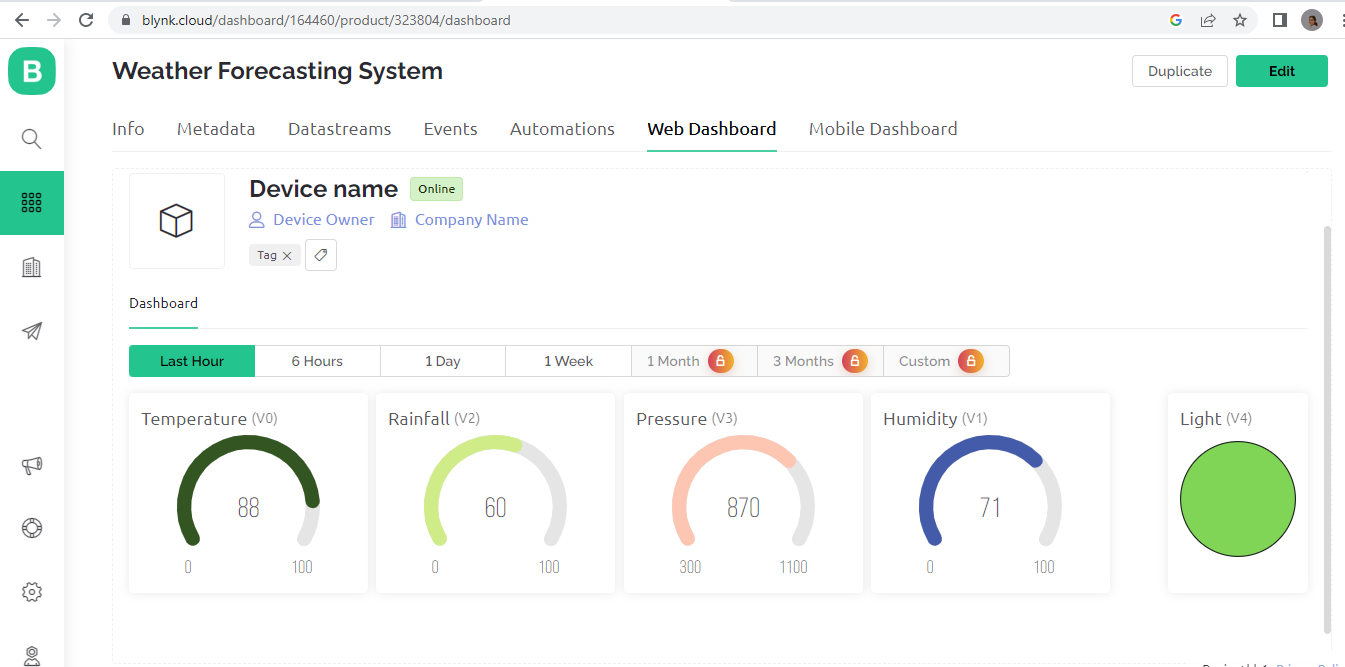 blynk.cloud/dashboard/164460/product/323804/dashboard
B
Weather Forecasting System
Duplicate
Edit
Info Metadata Datastreams Events Automations Web Dashboard Mobile Dashboard
Device name Online
Device Owner Company Name
Tag
Dashboard
Last Hour 6 Hours 1 Day 1 Week 1 Month 3 Months Custom
Temperature (V0)
88
0 100
Rainfall (V2)
60
0 100
Pressure (V3)
870
300 1100
Humidity (V1)
71
0 100
Light (V4)